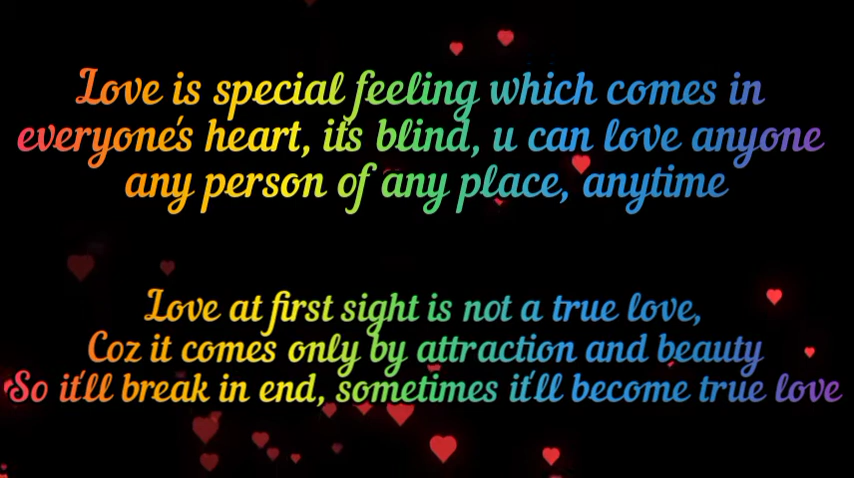 Love is special feeling which comes in
everyone's heart, it's blind, u can love anyone
any person of any place, anytime
Love at first sight is not a true love,
Coz it comes only by attraction and beauty
So it'll break in end, sometimes it'll become true love